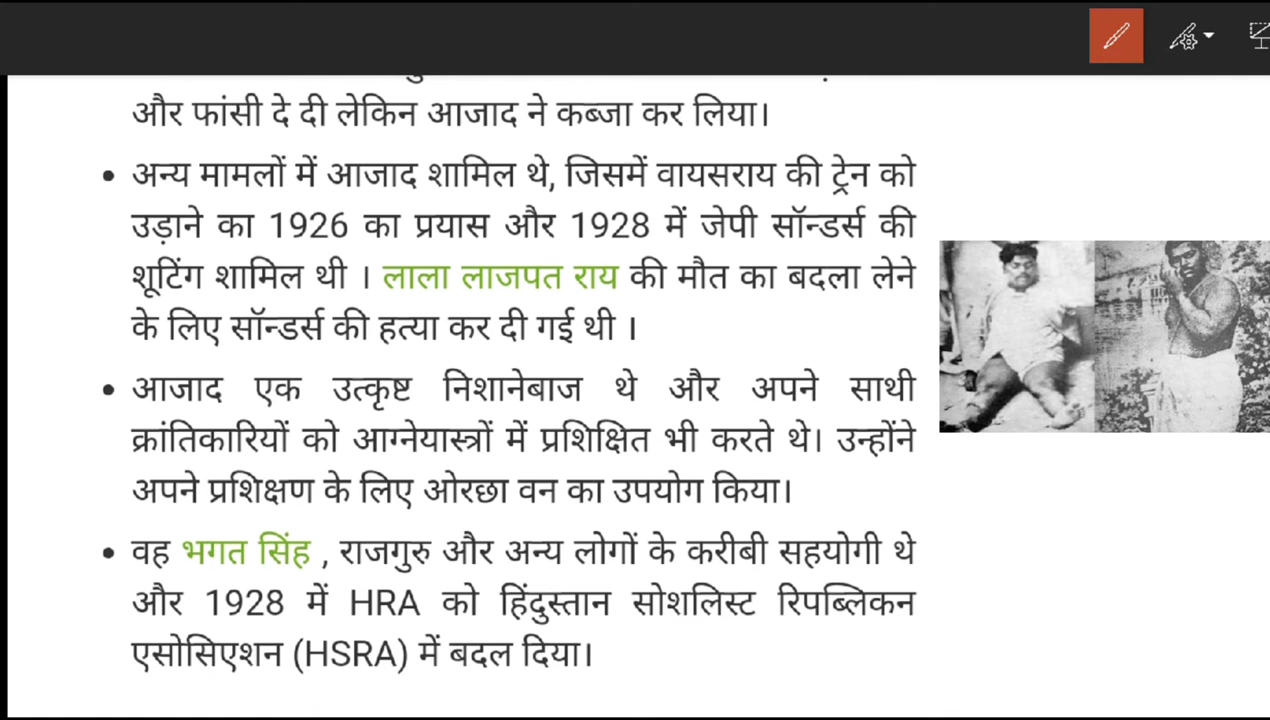 और फांसी दे दी लेकिन आजाद ने कब्जा कर लिया।
• अन्य मामलों में आजाद शामिल थे, जिसमें वायसराय की ट्रेन को
उड़ाने का 1926 का प्रयास और 1928 में जेपी सॉन्डर्स की
शूटिंग शामिल थी । लाला लाजपत राय की मौत का बदला लेने
के लिए सॉन्डर्स की हत्या कर दी गई थी ।
• आजाद एक उत्कृष्ट निशानेबाज थे और अपने साथी
क्रांतिकारियों को आग्नेयास्त्रों में प्रशिक्षित भी करते थे। उन्होंने
अपने प्रशिक्षण के लिए ओरछा वन का उपयोग किया।
• वह भगत सिंह , राजगुरु और अन्य लोगों के करीबी सहयोगी थे
और 1928 में HRA को हिंदुस्तान सोशलिस्ट रिपब्लिकन
एसोसिएशन (HSRA) में बदल दिया।